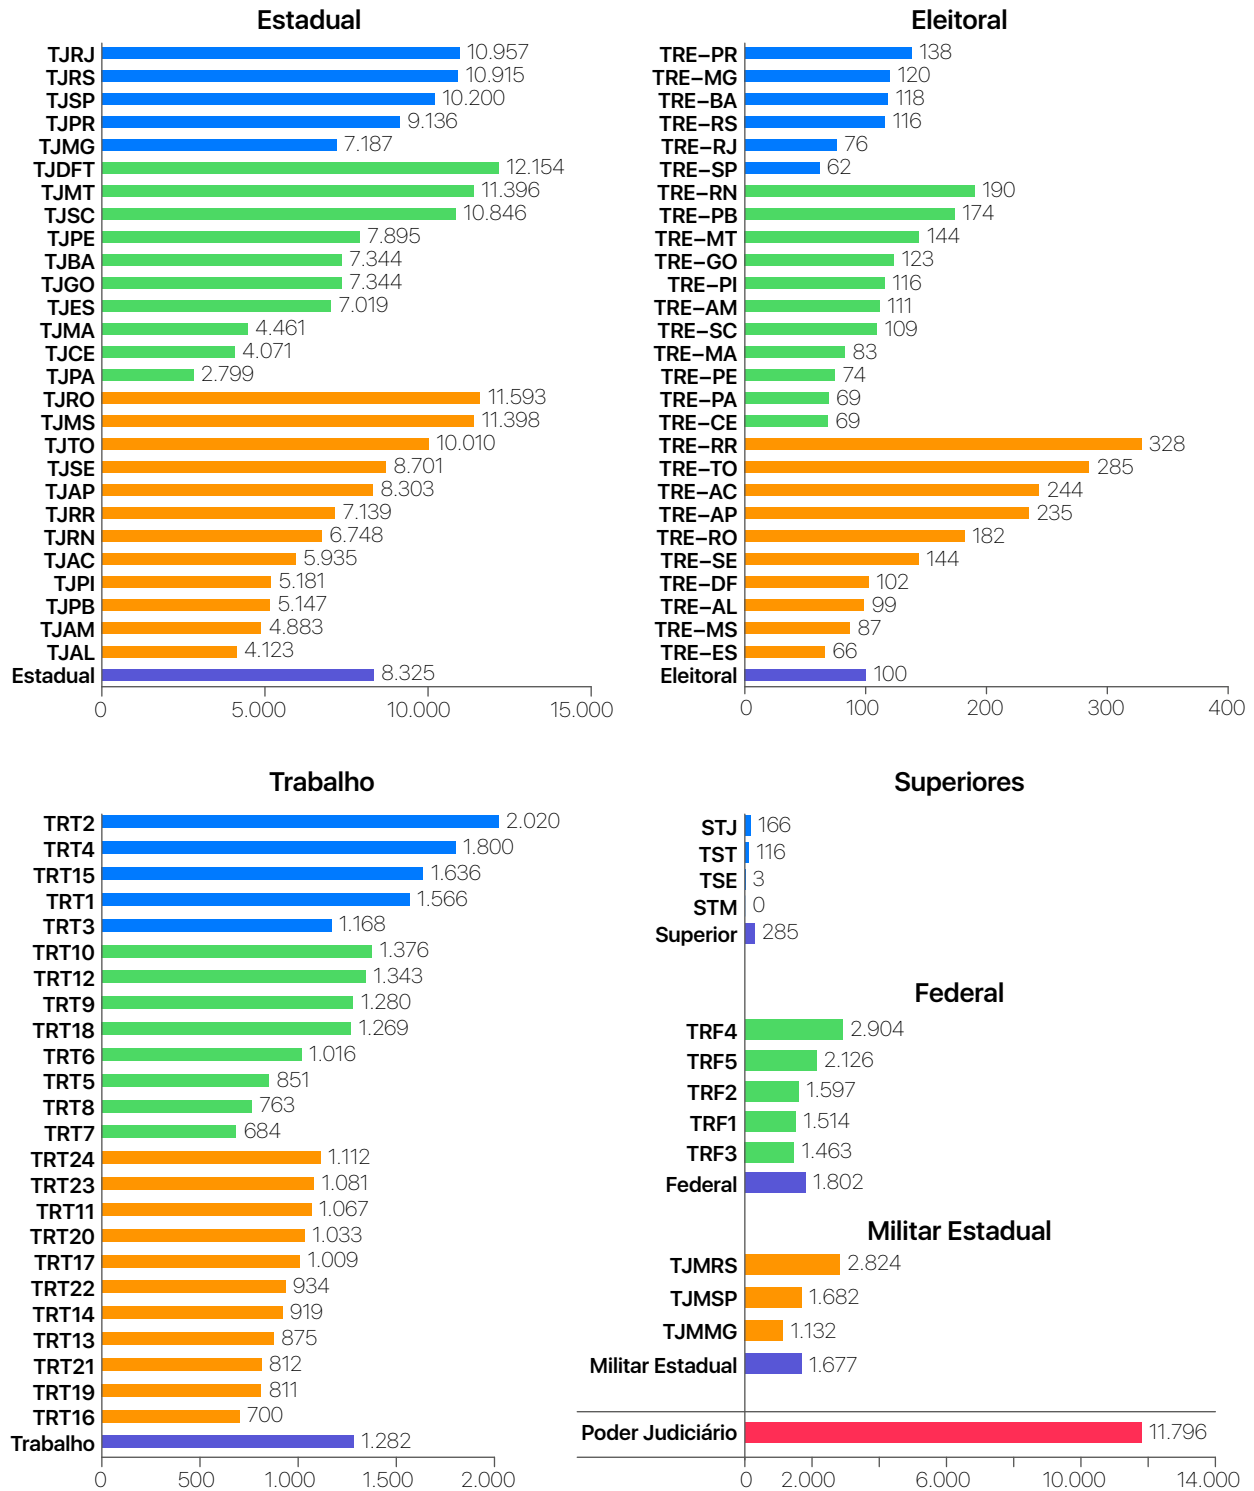 Estadual
TJRJ 10.957
TJRS 10.915
TJSP 10.200
TJPR 9.136
TJMG 7.187
TJDFT 12.154
TJMT 11.396
TJSC 10.846
TJPE 7.895
TJBA 7.344
TJGO 7.344
TJES 7.019
TJMA 4.461
TJCE 4.071
TJPA 2.799
TJRO 11.593
TJMS 11.398
TJTO 10.010
TJSE 8.701
TJAP 8.303
TJRR 7.139
TJRN 6.748
TJAC 5.935
TJPI 5.181
TJPB 5.147
TJAM 4.883
TJAL 4.123
Estadual 8.325
0 5.000 10.000 15.000
Eleitoral
TRE–PR 138
TRE–MG 120
TRE–BA 118
TRE–RS 116
TRE–RJ 76
TRE–SP 62
TRE–RN 190
TRE–PB 174
TRE–MT 144
TRE–GO 123
TRE–PI 116
TRE–AM 111
TRE–SC 109
TRE–MA 83
TRE–PE 74
TRE–PA 69
TRE–CE 69
TRE–RR 328
TRE–TO 285
TRE–AC 244
TRE–AP 235
TRE–RO 182
TRE–SE 144
TRE–DF 102
TRE–AL 99
TRE–MS 87
TRE–ES 66
Eleitoral 100
0 100 200 300 400
Trabalho
TRT2 2.020
TRT4 1.800
TRT15 1.636
TRT1 1.566
TRT3 1.168
TRT10 1.376
TRT12 1.343
TRT9 1.280
TRT18 1.269
TRT6 1.016
TRT5 851
TRT8 763
TRT7 684
TRT24 1.112
TRT23 1.081
TRT11 1.067
TRT20 1.033
TRT17 1.009
TRT22 934
TRT14 919
TRT13 875
TRT21 812
TRT19 811
TRT16 700
Trabalho 1.282
0 500 1.000 1.500 2.000
Superiores
STJ 166
TST 116
TSE 3
STM 0
Superior 285
Federal
TRF4 2.904
TRF5 2.126
TRF2 1.597
TRF1 1.514
TRF3 1.463
Federal 1.802
Militar Estadual
TJMRS 2.824
TJMSP 1.682
TJMMG 1.132
Militar Estadual 1.677
Poder Judiciário 11.796
0 2.000 6.000 10.000 14.000